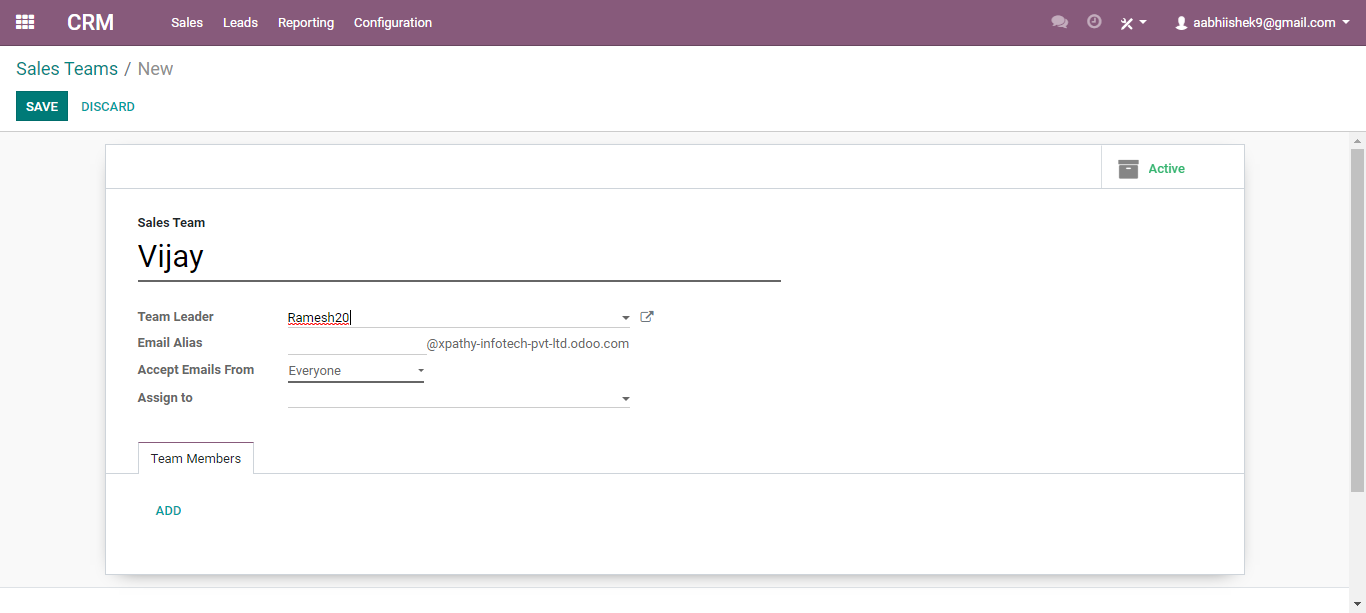 CRM Sales Leads Reporting Configuration aabhiishek9@gmail.com
Sales Teams / New
SAVE DISCARD
Active
Sales Team
Vijay
Team Leader Ramesh20
Email Alias @xpathy-infotech-pvt-ltd.odoo.com
Accept Emails From Everyone
Assign to
Team Members
ADD